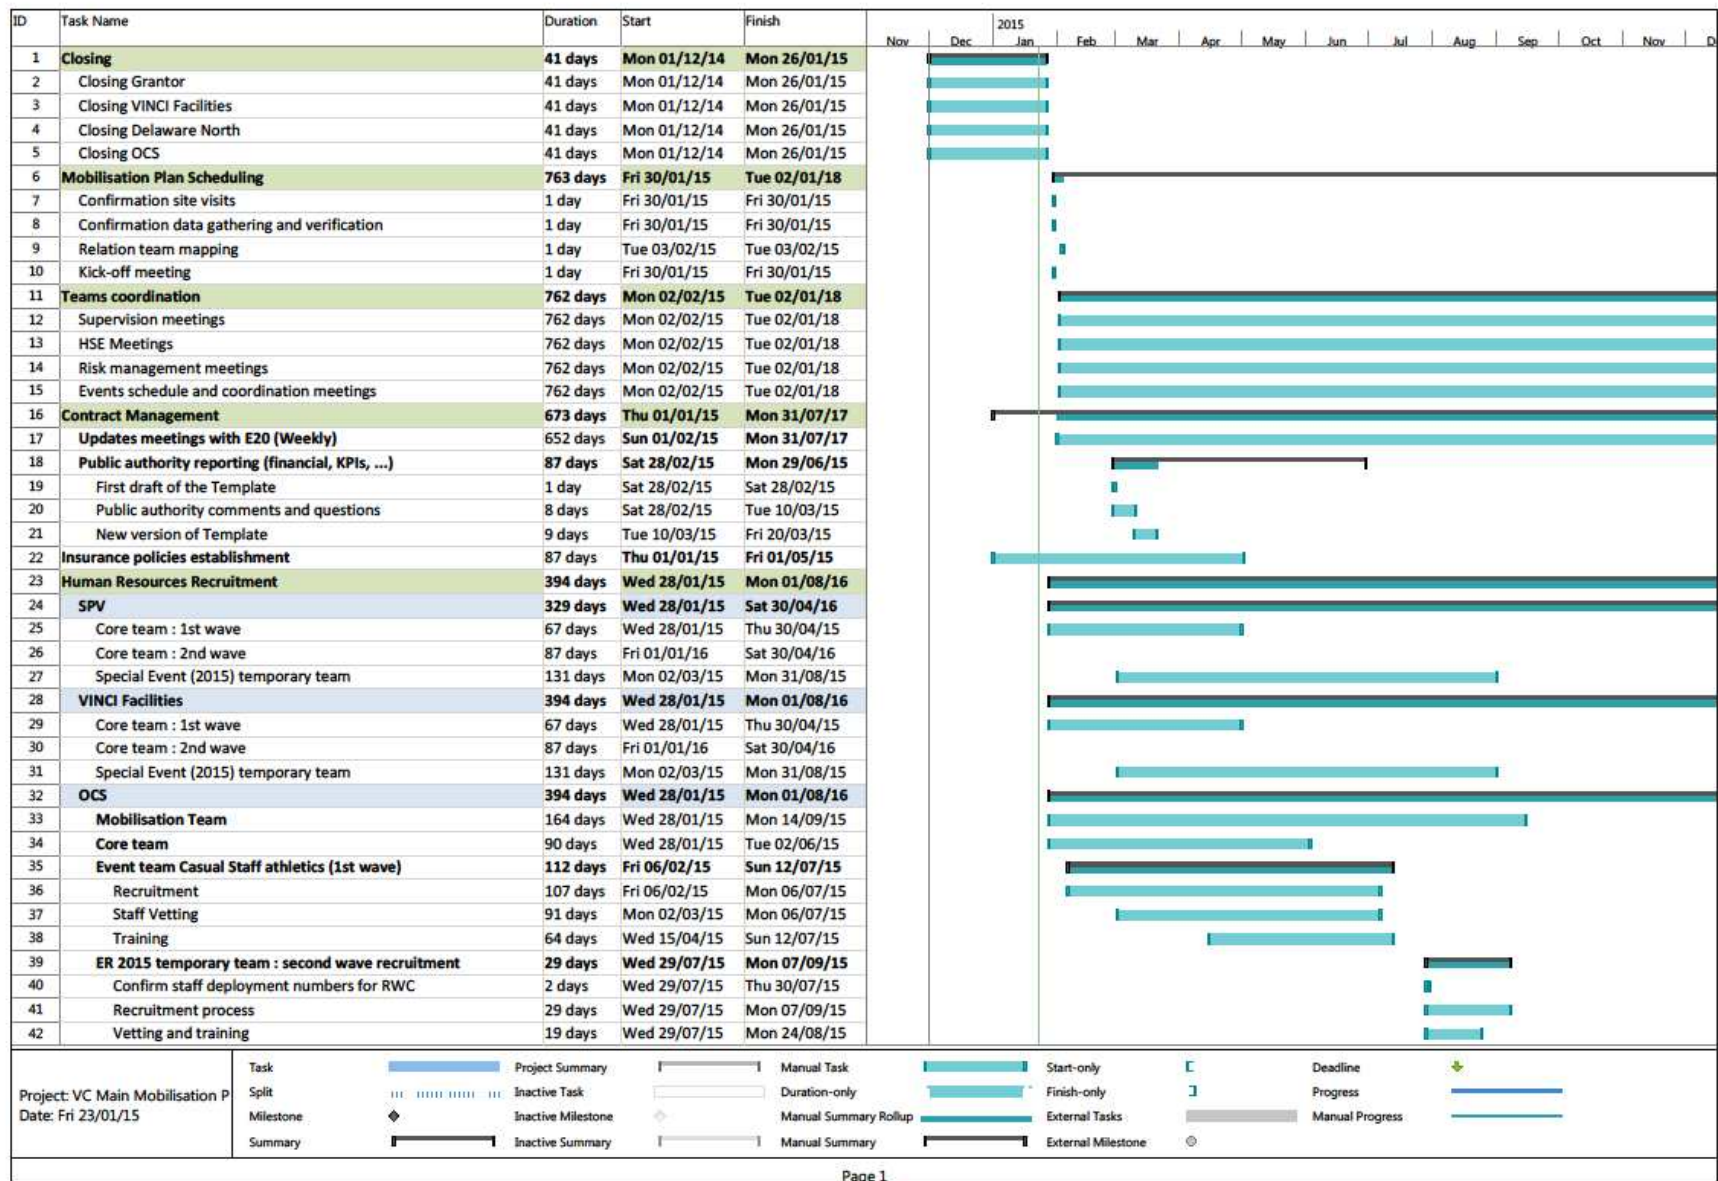 ID Task Name Duration Start Finish
2015
Nov Dec Jan Feb Mar Apr May Jun Jul Aug Sep Oct Nov D
1 Closing 41 days Mon 01/12/14 Mon 26/01/15
2 Closing Grantor 41 days Mon 01/12/14 Mon 26/01/15
3 Closing VINCI Facilities 41 days Mon 01/12/14 Mon 26/01/15
4 Closing Delaware North 41 days Mon 01/12/14 Mon 26/01/15
5 Closing OCS 41 days Mon 01/12/14 Mon 26/01/15
6 Mobilisation Plan Scheduling 763 days Fri 30/01/15 Tue 02/01/18
7 Confirmation site visits 1 day Fri 30/01/15 Fri 30/01/15
8 Confirmation data gathering and verification 1 day Fri 30/01/15 Fri 30/01/15
9 Relation team mapping 1 day Tue 03/02/15 Tue 03/02/15
10 Kick-off meeting 1 day Fri 30/01/15 Fri 30/01/15
11 Teams coordination 762 days Mon 02/02/15 Tue 02/01/18
12 Supervision meetings 762 days Mon 02/02/15 Tue 02/01/18
13 HSE Meetings 762 days Mon 02/02/15 Tue 02/01/18
14 Risk management meetings 762 days Mon 02/02/15 Tue 02/01/18
15 Events schedule and coordination meetings 762 days Mon 02/02/15 Tue 02/01/18
16 Contract Management 673 days Thu 01/01/15 Mon 31/07/17
17 Updates meetings with E20 (Weekly) 652 days Sun 01/02/15 Mon 31/07/17
18 Public authority reporting (financial, KPIs, ...) 87 days Sat 28/02/15 Mon 29/06/15
19 First draft of the Template 1 day Sat 28/02/15 Sat 28/02/15
20 Public authority comments and questions 8 days Sat 28/02/15 Tue 10/03/15
21 New version of Template 9 days Tue 10/03/15 Fri 20/03/15
22 Insurance policies establishment 87 days Thu 01/01/15 Fri 01/05/15
23 Human Resources Recruitment 394 days Wed 28/01/15 Mon 01/08/16
24 SPV 329 days Wed 28/01/15 Sat 30/04/16
25 Core team : 1st wave 67 days Wed 28/01/15 Thu 30/04/15
26 Core team : 2nd wave 87 days Fri 01/01/16 Sat 30/04/16
27 Special Event (2015) temporary team 131 days Mon 02/03/15 Mon 31/08/15
28 VINCI Facilities 394 days Wed 28/01/15 Mon 01/08/16
29 Core team : 1st wave 67 days Wed 28/01/15 Thu 30/04/15
30 Core team : 2nd wave 87 days Fri 01/01/16 Sat 30/04/16
31 Special Event (2015) temporary team 131 days Mon 02/03/15 Mon 31/08/15
32 OCS 394 days Wed 28/01/15 Mon 01/08/16
33 Mobilisation Team 164 days Wed 28/01/15 Mon 14/09/15
34 Core team 90 days Wed 28/01/15 Tue 02/06/15
35 Event team Casual Staff athletics (1st wave) 112 days Fri 06/02/15 Sun 12/07/15
36 Recruitment 107 days Fri 06/02/15 Mon 06/07/15
37 Staff Vetting 91 days Mon 02/03/15 Mon 06/07/15
38 Training 64 days Wed 15/04/15 Sun 12/07/15
39 ER 2015 temporary team : second wave recruitment 29 days Wed 29/07/15 Mon 07/09/15
40 Confirm staff deployment numbers for RWC 2 days Wed 29/07/15 Thu 30/07/15
41 Recruitment process 29 days Wed 29/07/15 Mon 07/09/15
42 Vetting and training 19 days Wed 29/07/15 Mon 24/08/15
Project: VC Main Mobilisation P
Date: Fri 23/01/15
Task Project Summary Manual Task Start-only Deadline
Split Inactive Task Duration-only Finish-only Progress
Milestone Inactive Milestone Manual Summary Rollup External Tasks Manual Progress
Summary Inactive Summary Manual Summary External Milestone
Page 1